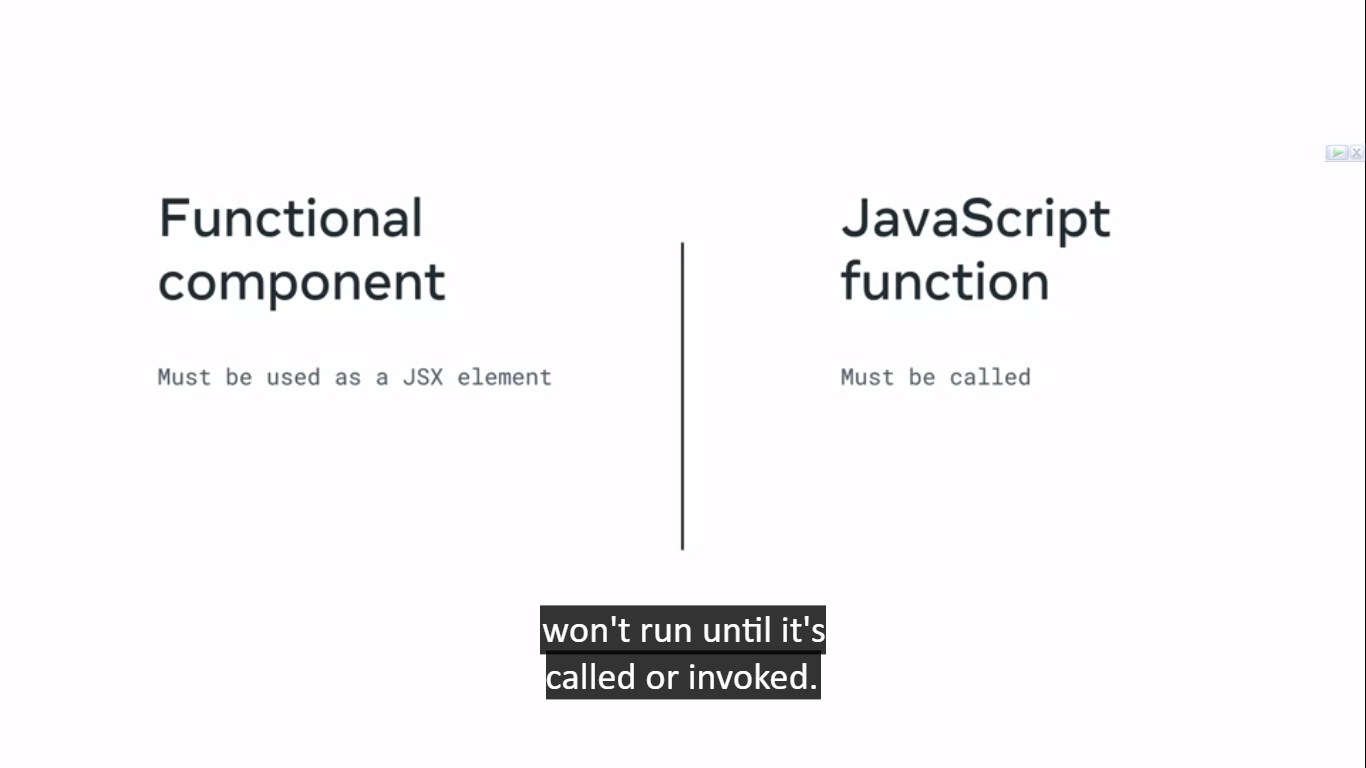 Functional
component
Must be used as a JSX element
JavaScript
function
Must be called
won't run until it's
called or invoked.